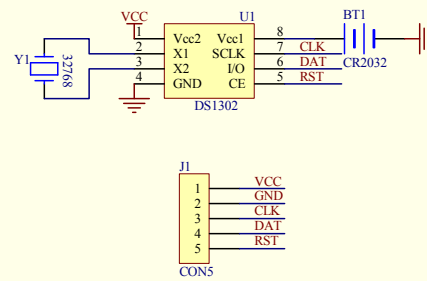 VCC U1 BT1
1 Vcc2 Vcc1 8
2 X1 SCLK 7 CLK
Y1 32768 3 X2 I/O 6 DAT CR2032
4 GND CE 5 RST
DS1302
J1
1 VCC
2 GND
3 CLK
4 DAT
5 RST
CON5